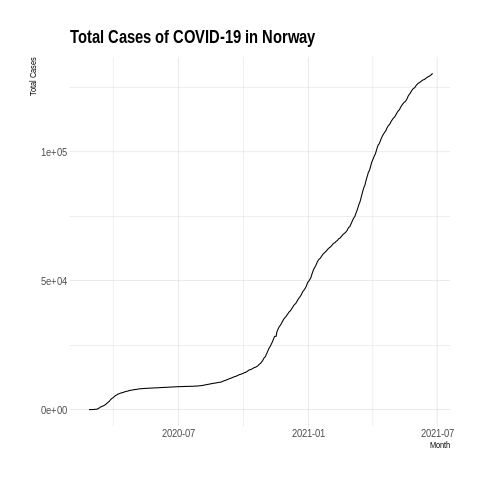 Total Cases of COVID-19 in Norway
Total Cases
1e+05
5e+04
0e+00
2020-07 2021-01 2021-07
Month